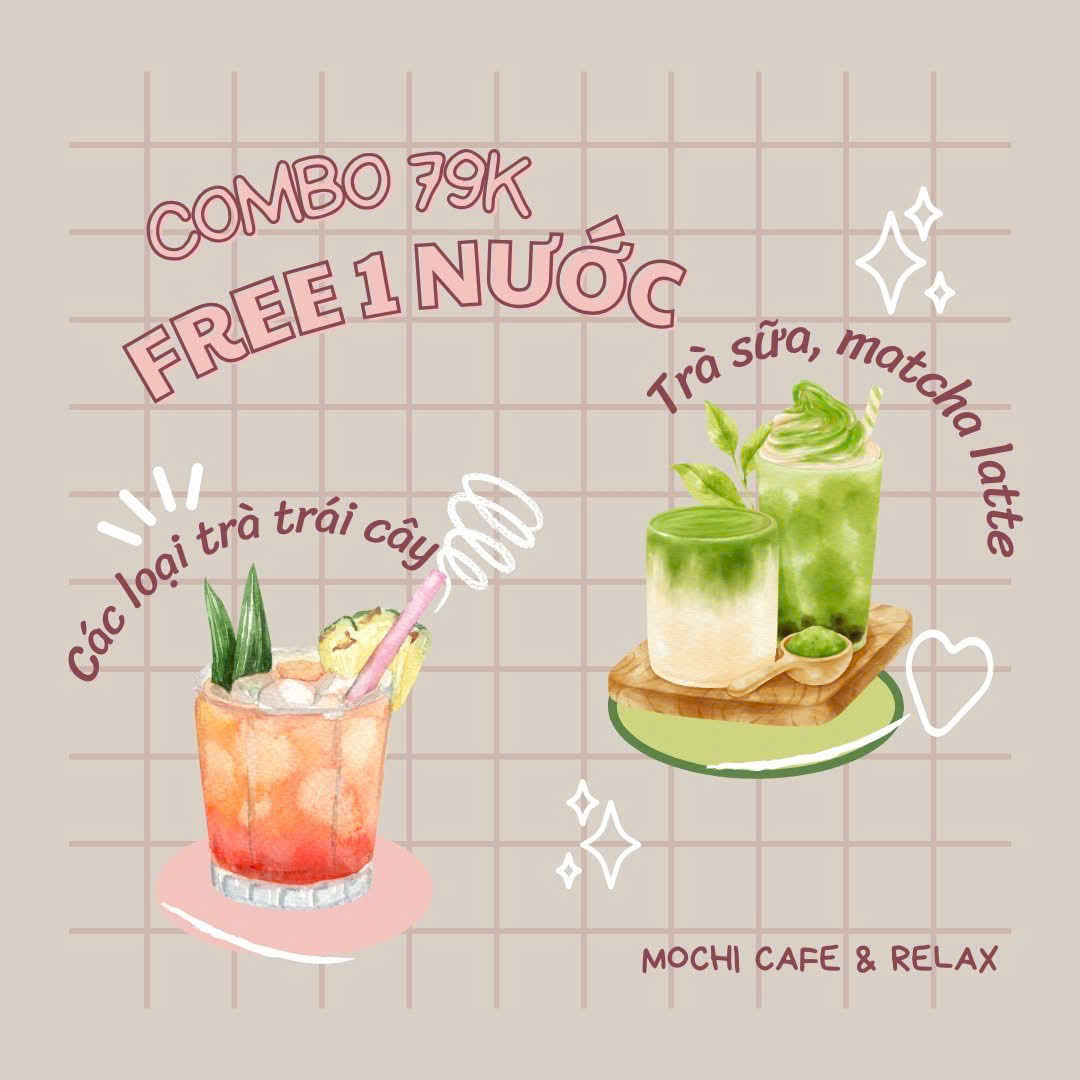 COMBO 79K
FREE 1 NƯỚC
Trà sữa, matcha latte
Các loại trà trái cây
MOCHI CAFE & RELAX